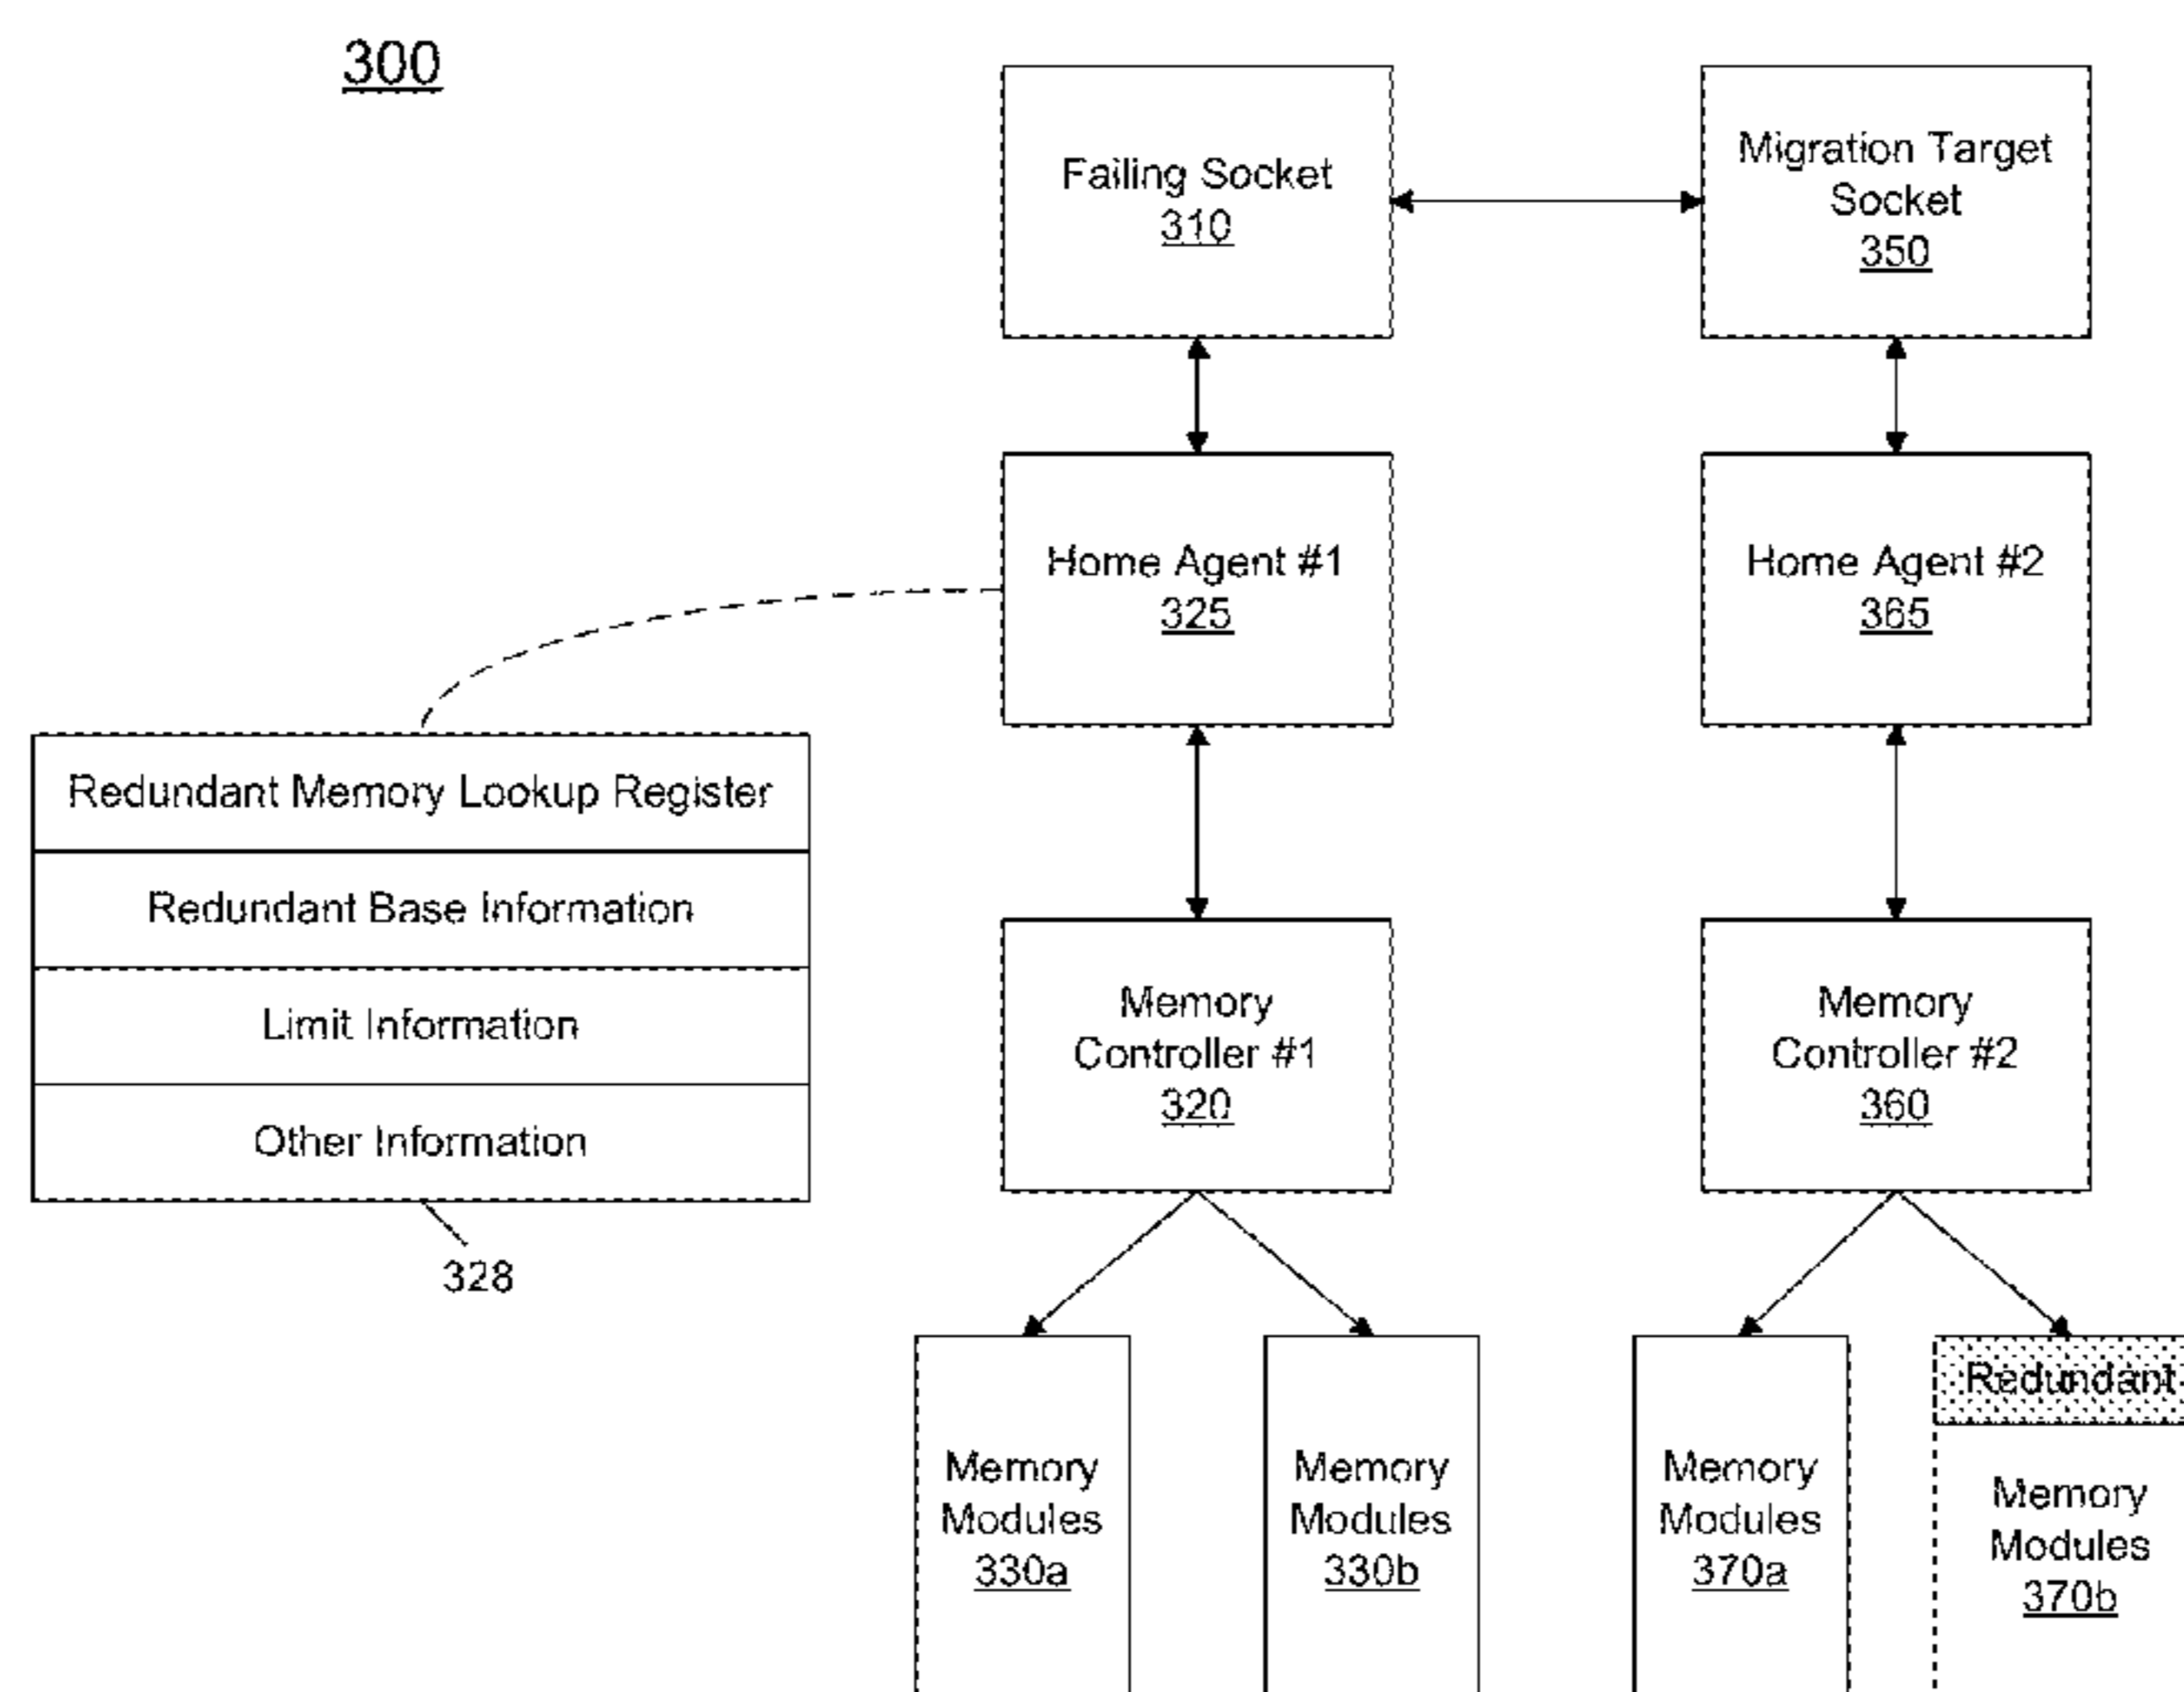 300
Failing Socket
310
Migration Target
Socket
350
Home Agent #1
325
Home Agent #2
365
Redundant Memory Lookup Register
Redundant Base Information
Limit Information
Other Information
328
Memory
Controller #1
320
Memory
Controller #2
360
Memory
Modules
330a
Memory
Modules
330b
Memory
Modules
370a
Redundant
Memory
Modules
370b